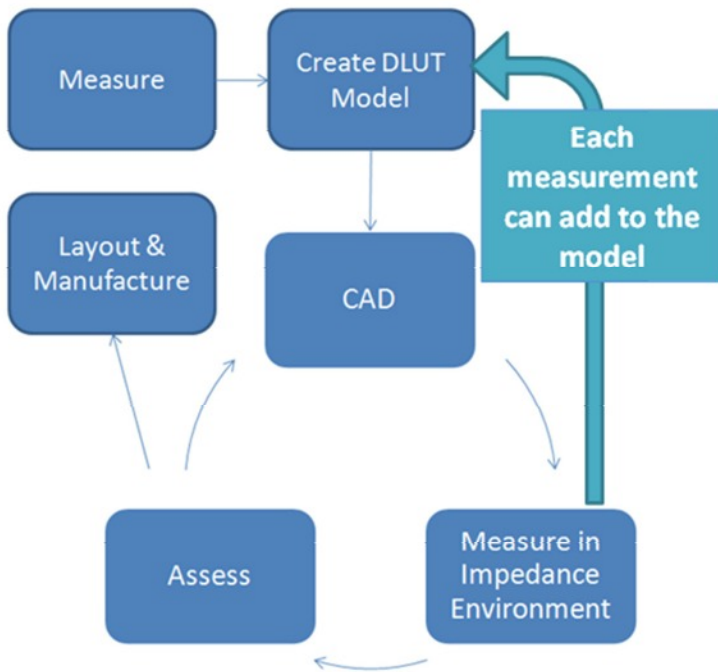 Measure
Create DLUT
Model
Each
measurement
can add to the
model
Layout &
Manufacture
CAD
Assess
Measure in
Impedance
Environment